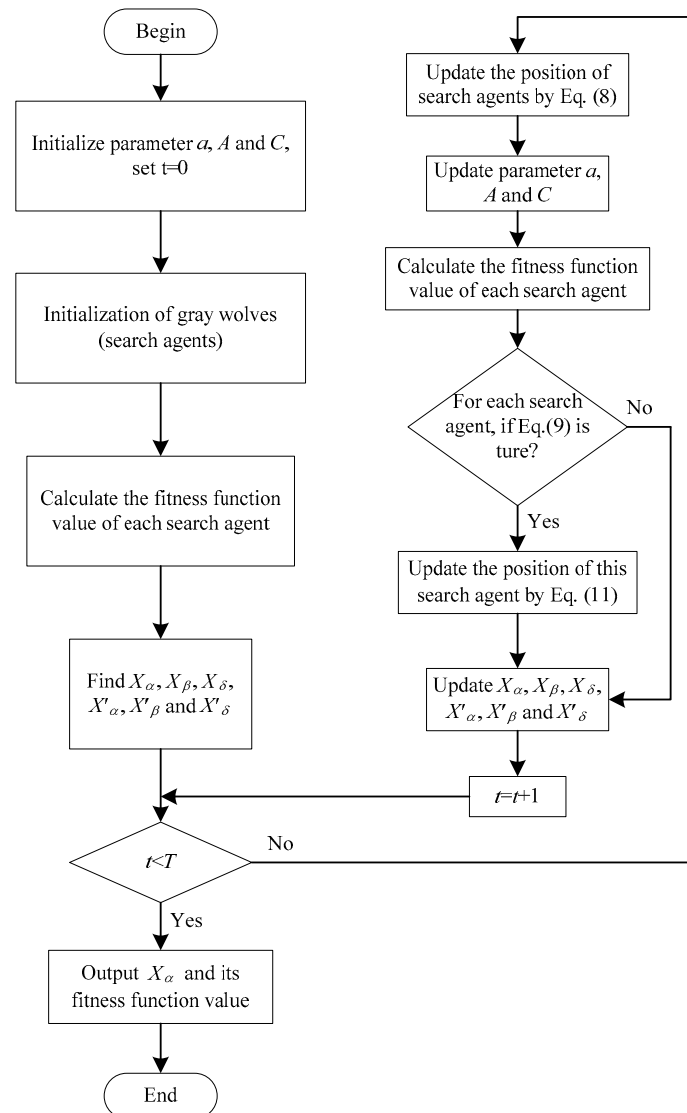 Begin
Initialize parameter a, A and C,
set t=0
Initialization of gray wolves
(search agents)
Calculate the fitness function
value of each search agent
Find Xα, Xβ, Xδ,
X'α, X'β and X'δ
t<T
No
Yes
Output Xα and its
fitness function value
End
Update the position of
search agents by Eq. (8)
Update parameter a,
A and C
Calculate the fitness function
value of each search agent
For each search
agent, if Eq.(9) is
ture?
No
Yes
Update the position of this
search agent by Eq. (11)
Update Xα, Xβ, Xδ,
X'α, X'β and X'δ
t=t+1